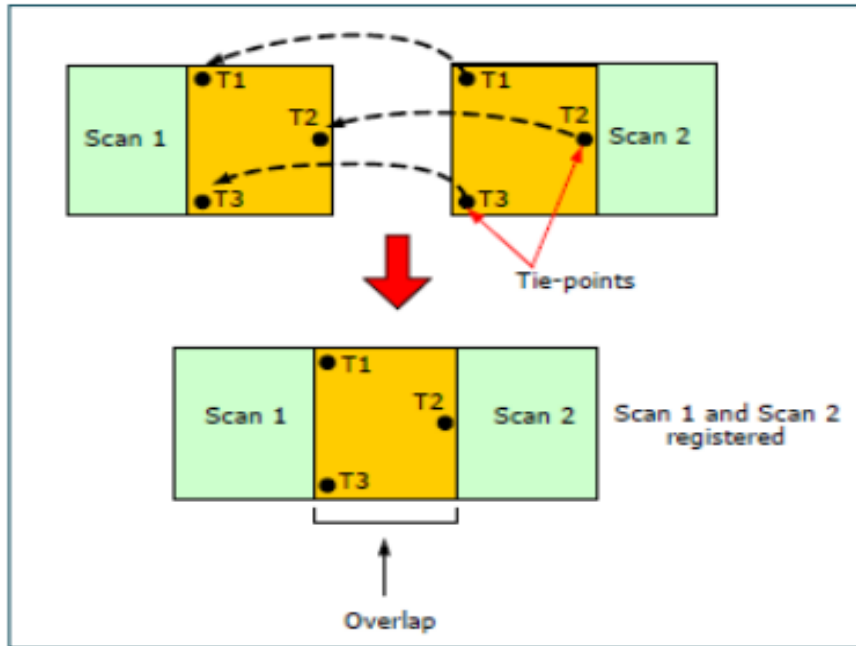 T1
T1
T2
T2
Scan 1
Scan 2
T3
T3
Tie-points
T1
T2
Scan 1
Scan 2
Scan 1 and Scan 2
registered
T3
Overlap